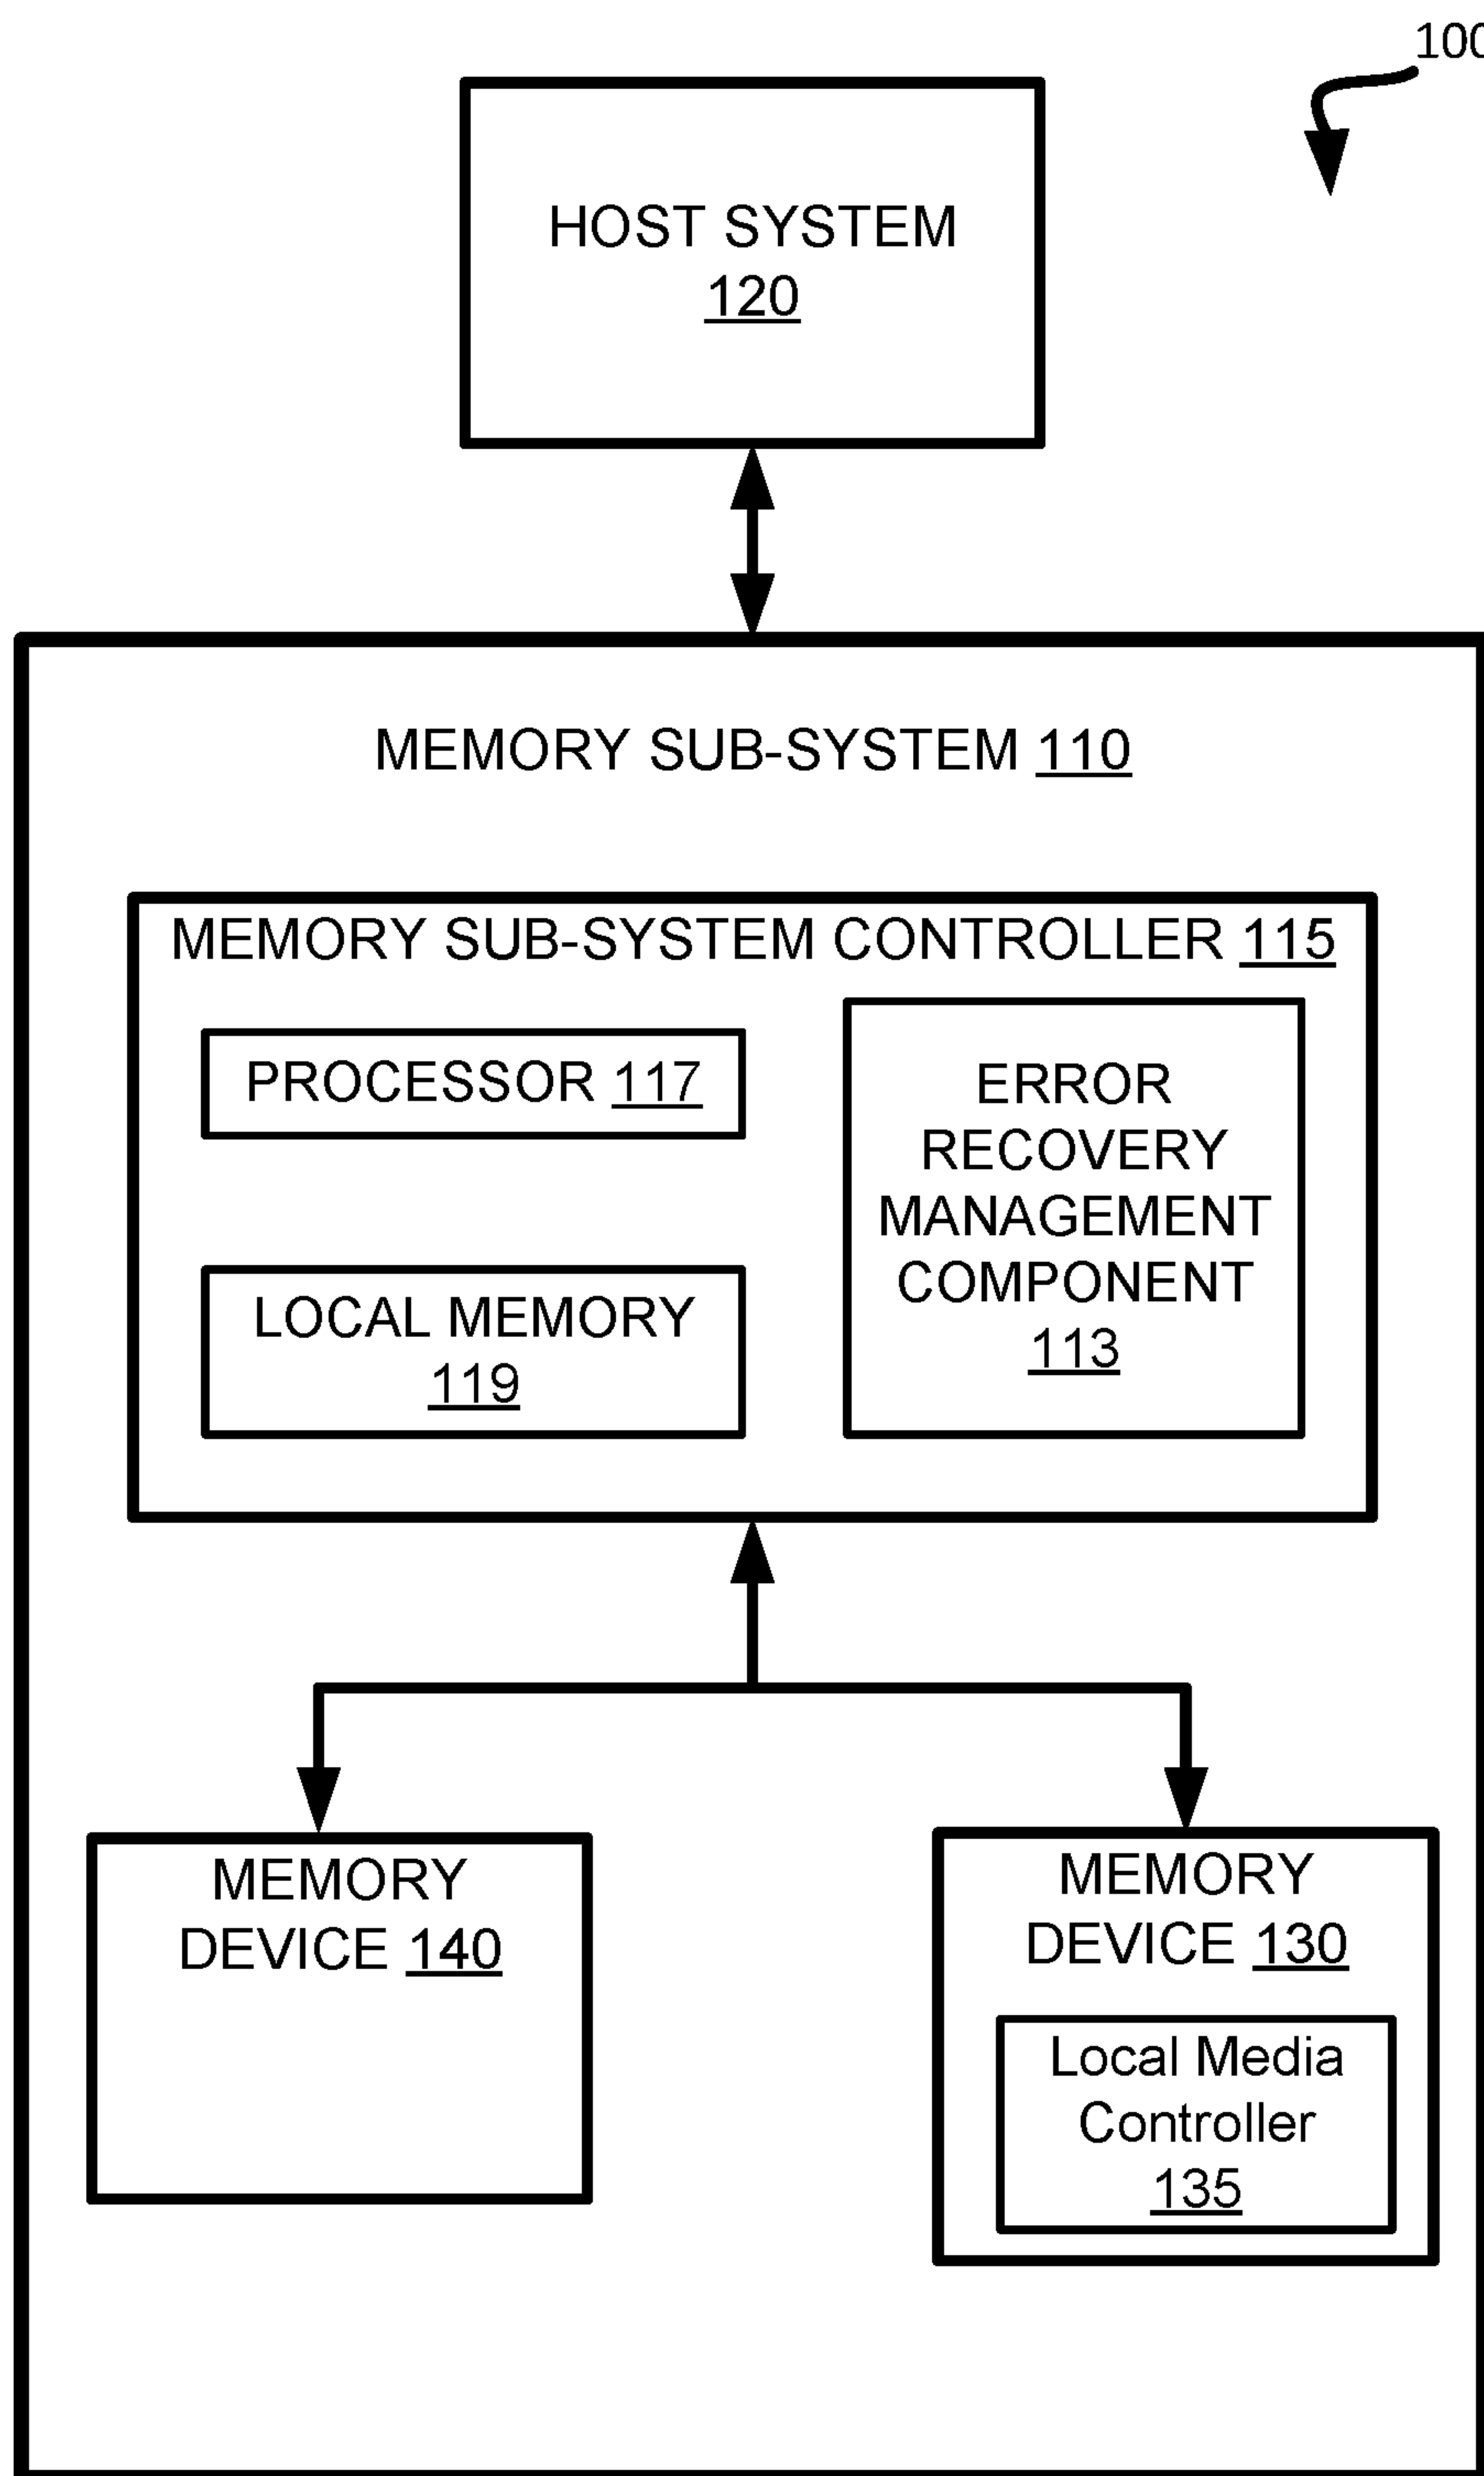 100
HOST SYSTEM
120
MEMORY SUB-SYSTEM 110
MEMORY SUB-SYSTEM CONTROLLER 115
PROCESSOR 117
LOCAL MEMORY
119
ERROR
RECOVERY
MANAGEMENT
COMPONENT
113
MEMORY
DEVICE 140
MEMORY
DEVICE 130
Local Media
Controller
135